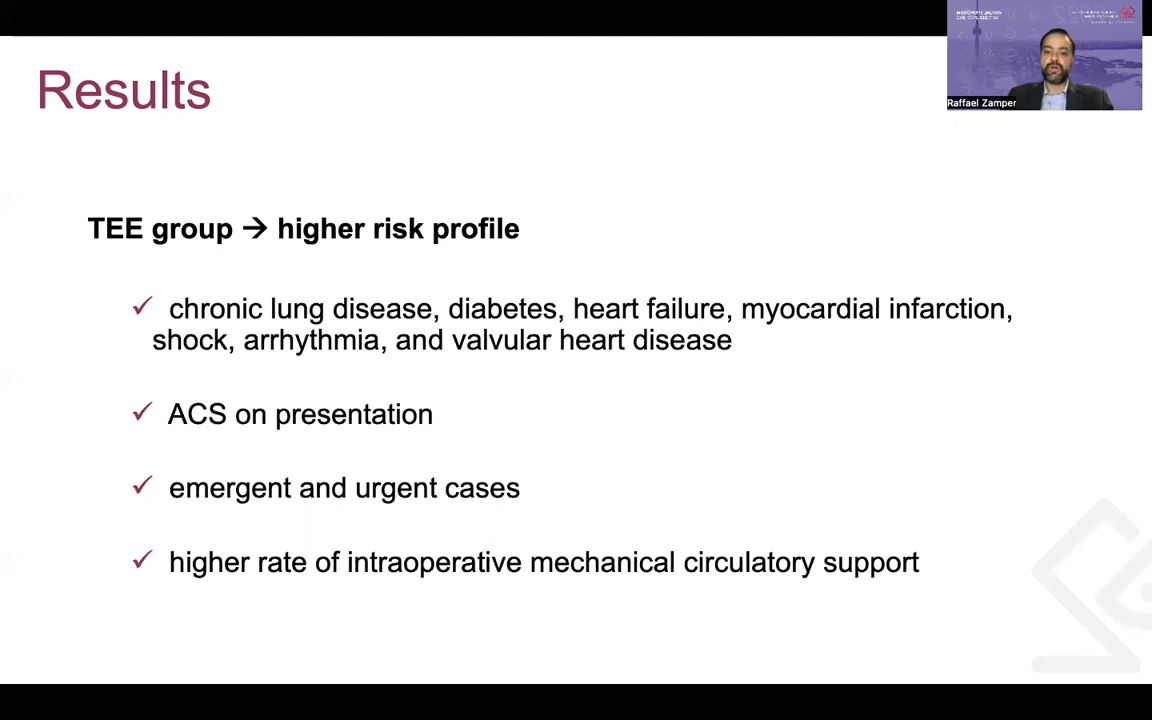 Results
Raffael Zamper
TEE group → higher risk profile
✓ chronic lung disease, diabetes, heart failure, myocardial infarction,
shock, arrhythmia, and valvular heart disease
✓ ACS on presentation
✓ emergent and urgent cases
✓ higher rate of intraoperative mechanical circulatory support